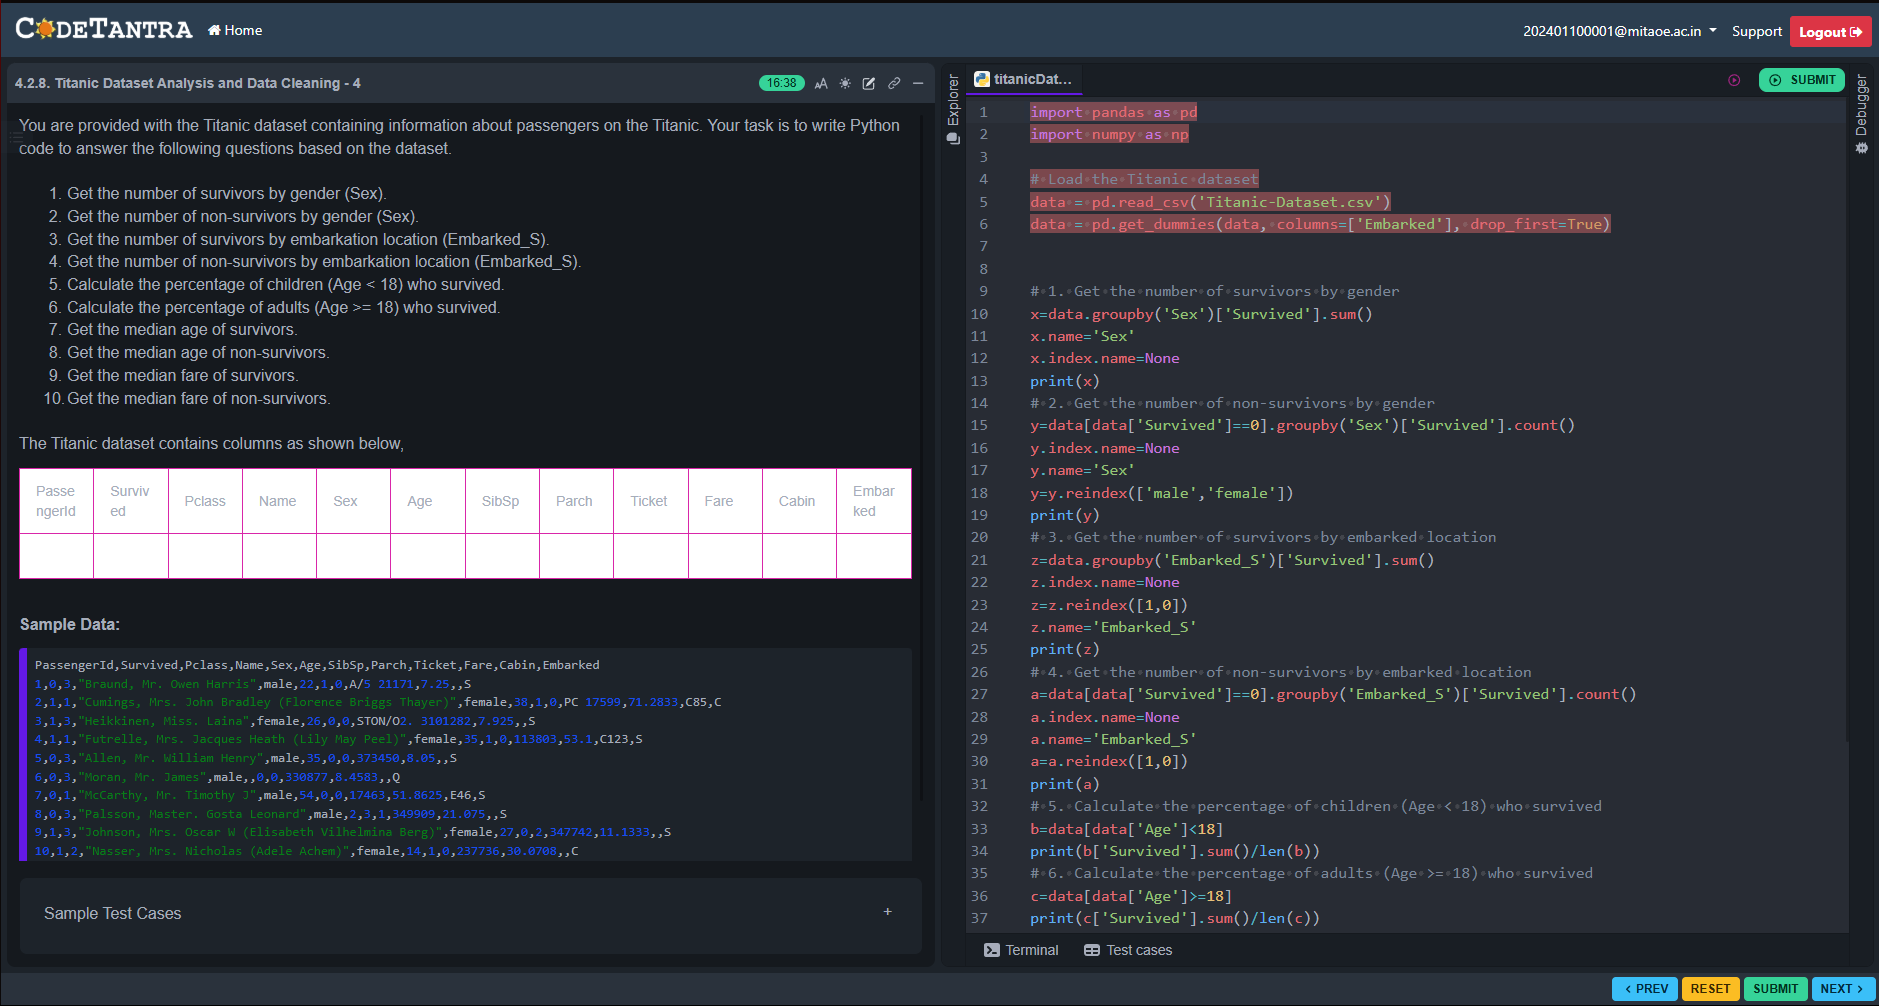 CODETANTRA
Home
202401100001@mitaoe.ac.in
Support
Logout
4.2.8. Titanic Dataset Analysis and Data Cleaning - 4
16:38
You are provided with the Titanic dataset containing information about passengers on the Titanic. Your task is to write Python
code to answer the following questions based on the dataset.
1. Get the number of survivors by gender (Sex).
2. Get the number of non-survivors by gender (Sex).
3. Get the number of survivors by embarkation location (Embarked_S).
4. Get the number of non-survivors by embarkation location (Embarked_S).
5. Calculate the percentage of children (Age < 18) who survived.
6. Calculate the percentage of adults (Age >= 18) who survived.
7. Get the median age of survivors.
8. Get the median age of non-survivors.
9. Get the median fare of survivors.
10. Get the median fare of non-survivors.
The Titanic dataset contains columns as shown below,
Passe
ngerId
Surviv
ed
Pclass
Name
Sex
Age
SibSp
Parch
Ticket
Fare
Cabin
Embar
ked
Sample Data:
PassengerId,Survived,Pclass,Name,Sex,Age,SibSp,Parch,Ticket,Fare,Cabin,Embarked
1,0,3,"Braund, Mr. Owen Harris",male,22,1,0,A/5 21171,7.25,,S
2,1,1,"Cumings, Mrs. John Bradley (Florence Briggs Thayer)",female,38,1,0,PC 17599,71.2833,C85,C
3,1,3,"Heikkinen, Miss. Laina",female,26,0,0,STON/O2. 3101282,7.925,,S
4,1,1,"Futrelle, Mrs. Jacques Heath (Lily May Peel)",female,35,1,0,113803,53.1,C123,S
5,0,3,"Allen, Mr. William Henry",male,35,0,0,373450,8.05,,S
6,0,3,"Moran, Mr. James",male,,0,0,330877,8.4583,,Q
7,0,1,"McCarthy, Mr. Timothy J",male,54,0,0,17463,51.8625,E46,S
8,0,3,"Palsson, Master. Gosta Leonard",male,2,3,1,349909,21.075,,S
9,1,3,"Johnson, Mrs. Oscar W (Elisabeth Vilhelmina Berg)",female,27,0,2,347742,11.1333,,S
10,1,2,"Nasser, Mrs. Nicholas (Adele Achem)",female,14,1,0,237736,30.0708,,C
Sample Test Cases
+
Explorer
titanicDat...
SUBMIT
Debugger
1 import pandas as pd
2 import numpy as np
3
4 # Load the Titanic dataset
5 data = pd.read_csv('Titanic-Dataset.csv')
6 data = pd.get_dummies(data, columns=['Embarked'], drop_first=True)
7
8
9 # 1. Get the number of survivors by gender
10 x=data.groupby('Sex')['Survived'].sum()
11 x.name='Sex'
12 x.index.name=None
13 print(x)
14 # 2. Get the number of non-survivors by gender
15 y=data[data['Survived']==0].groupby('Sex')['Survived'].count()
16 y.index.name=None
17 y.name='Sex'
18 y=y.reindex(['male','female'])
19 print(y)
20 # 3. Get the number of survivors by embarked location
21 z=data.groupby('Embarked_S')['Survived'].sum()
22 z.index.name=None
23 z=z.reindex([1,0])
24 z.name='Embarked_S'
25 print(z)
26 # 4. Get the number of non-survivors by embarked location
27 a=data[data['Survived']==0].groupby('Embarked_S')['Survived'].count()
28 a.index.name=None
29 a.name='Embarked_S'
30 a=a.reindex([1,0])
31 print(a)
32 # 5. Calculate the percentage of children (Age < 18) who survived
33 b=data[data['Age']<18]
34 print(b['Survived'].sum()/len(b))
35 # 6. Calculate the percentage of adults (Age >= 18) who survived
36 c=data[data['Age']>=18]
37 print(c['Survived'].sum()/len(c))
Terminal
Test cases
< PREV
RESET
SUBMIT
NEXT >